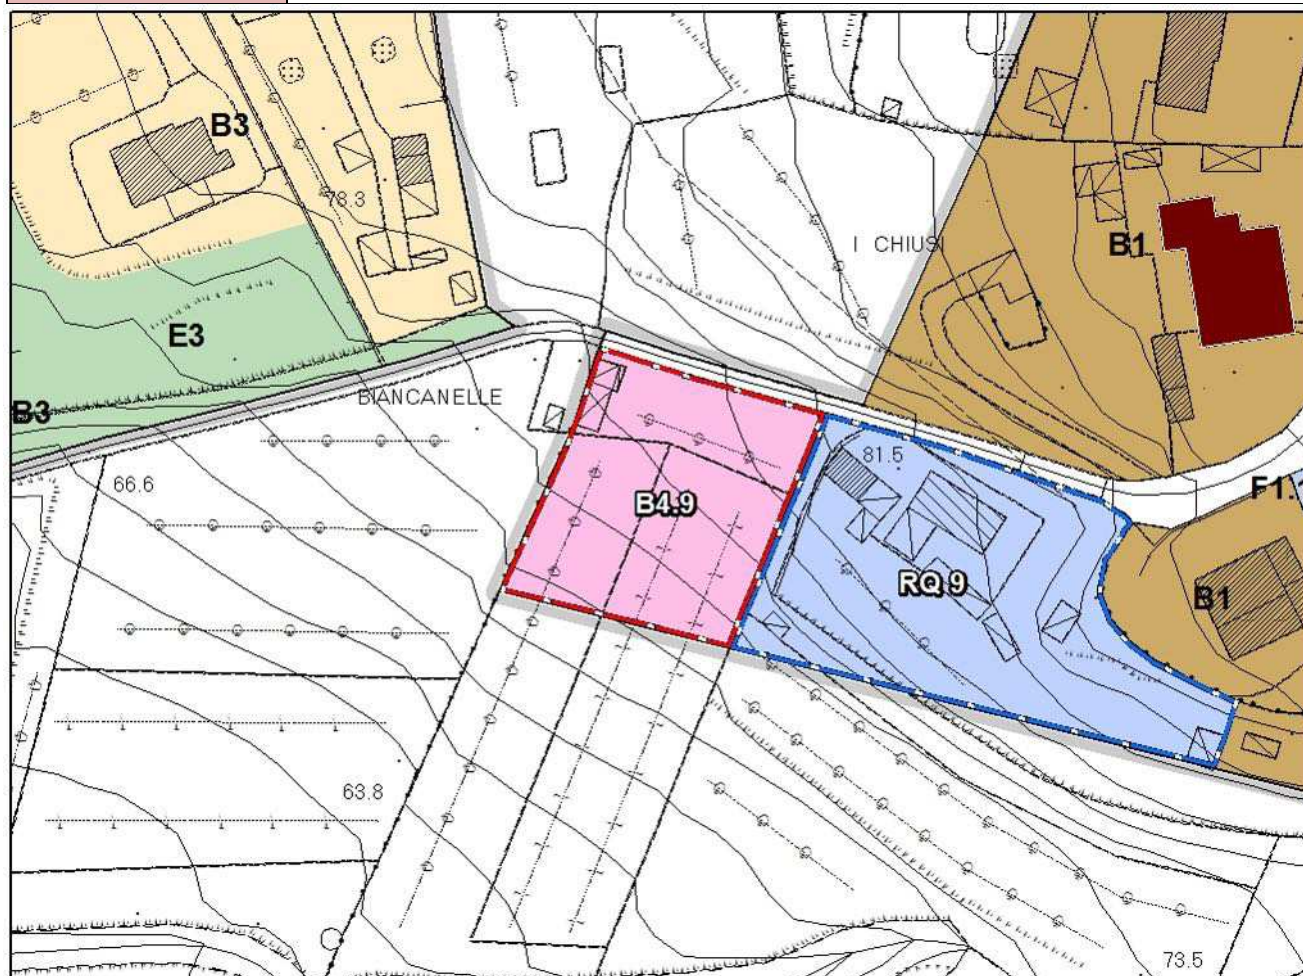 B3
78.3
I CHIUSI
B1
E3
BIANCANELLE
B3
81.5
66.6
F1.
B4.9
RQ 9
B1
63.8
73.5